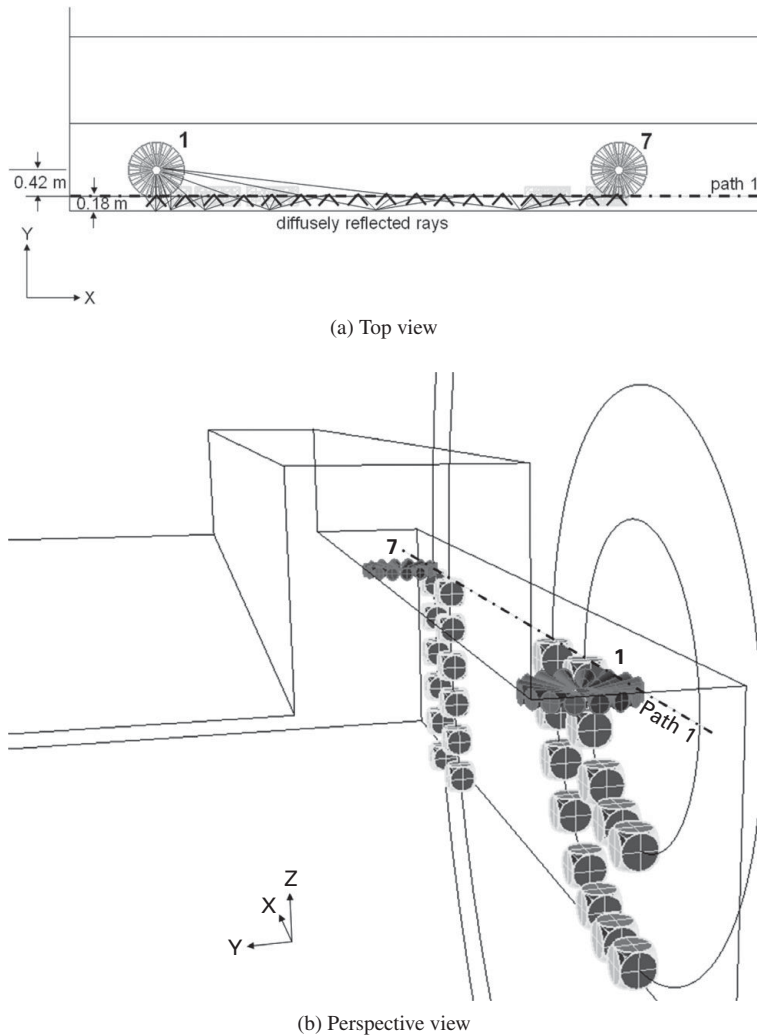 1
7
0.42 m
path 1
0.18 m
diffusely reflected rays
Y
X
(a) Top view
7
1
Path 1
Z
X
Y
(b) Perspective view